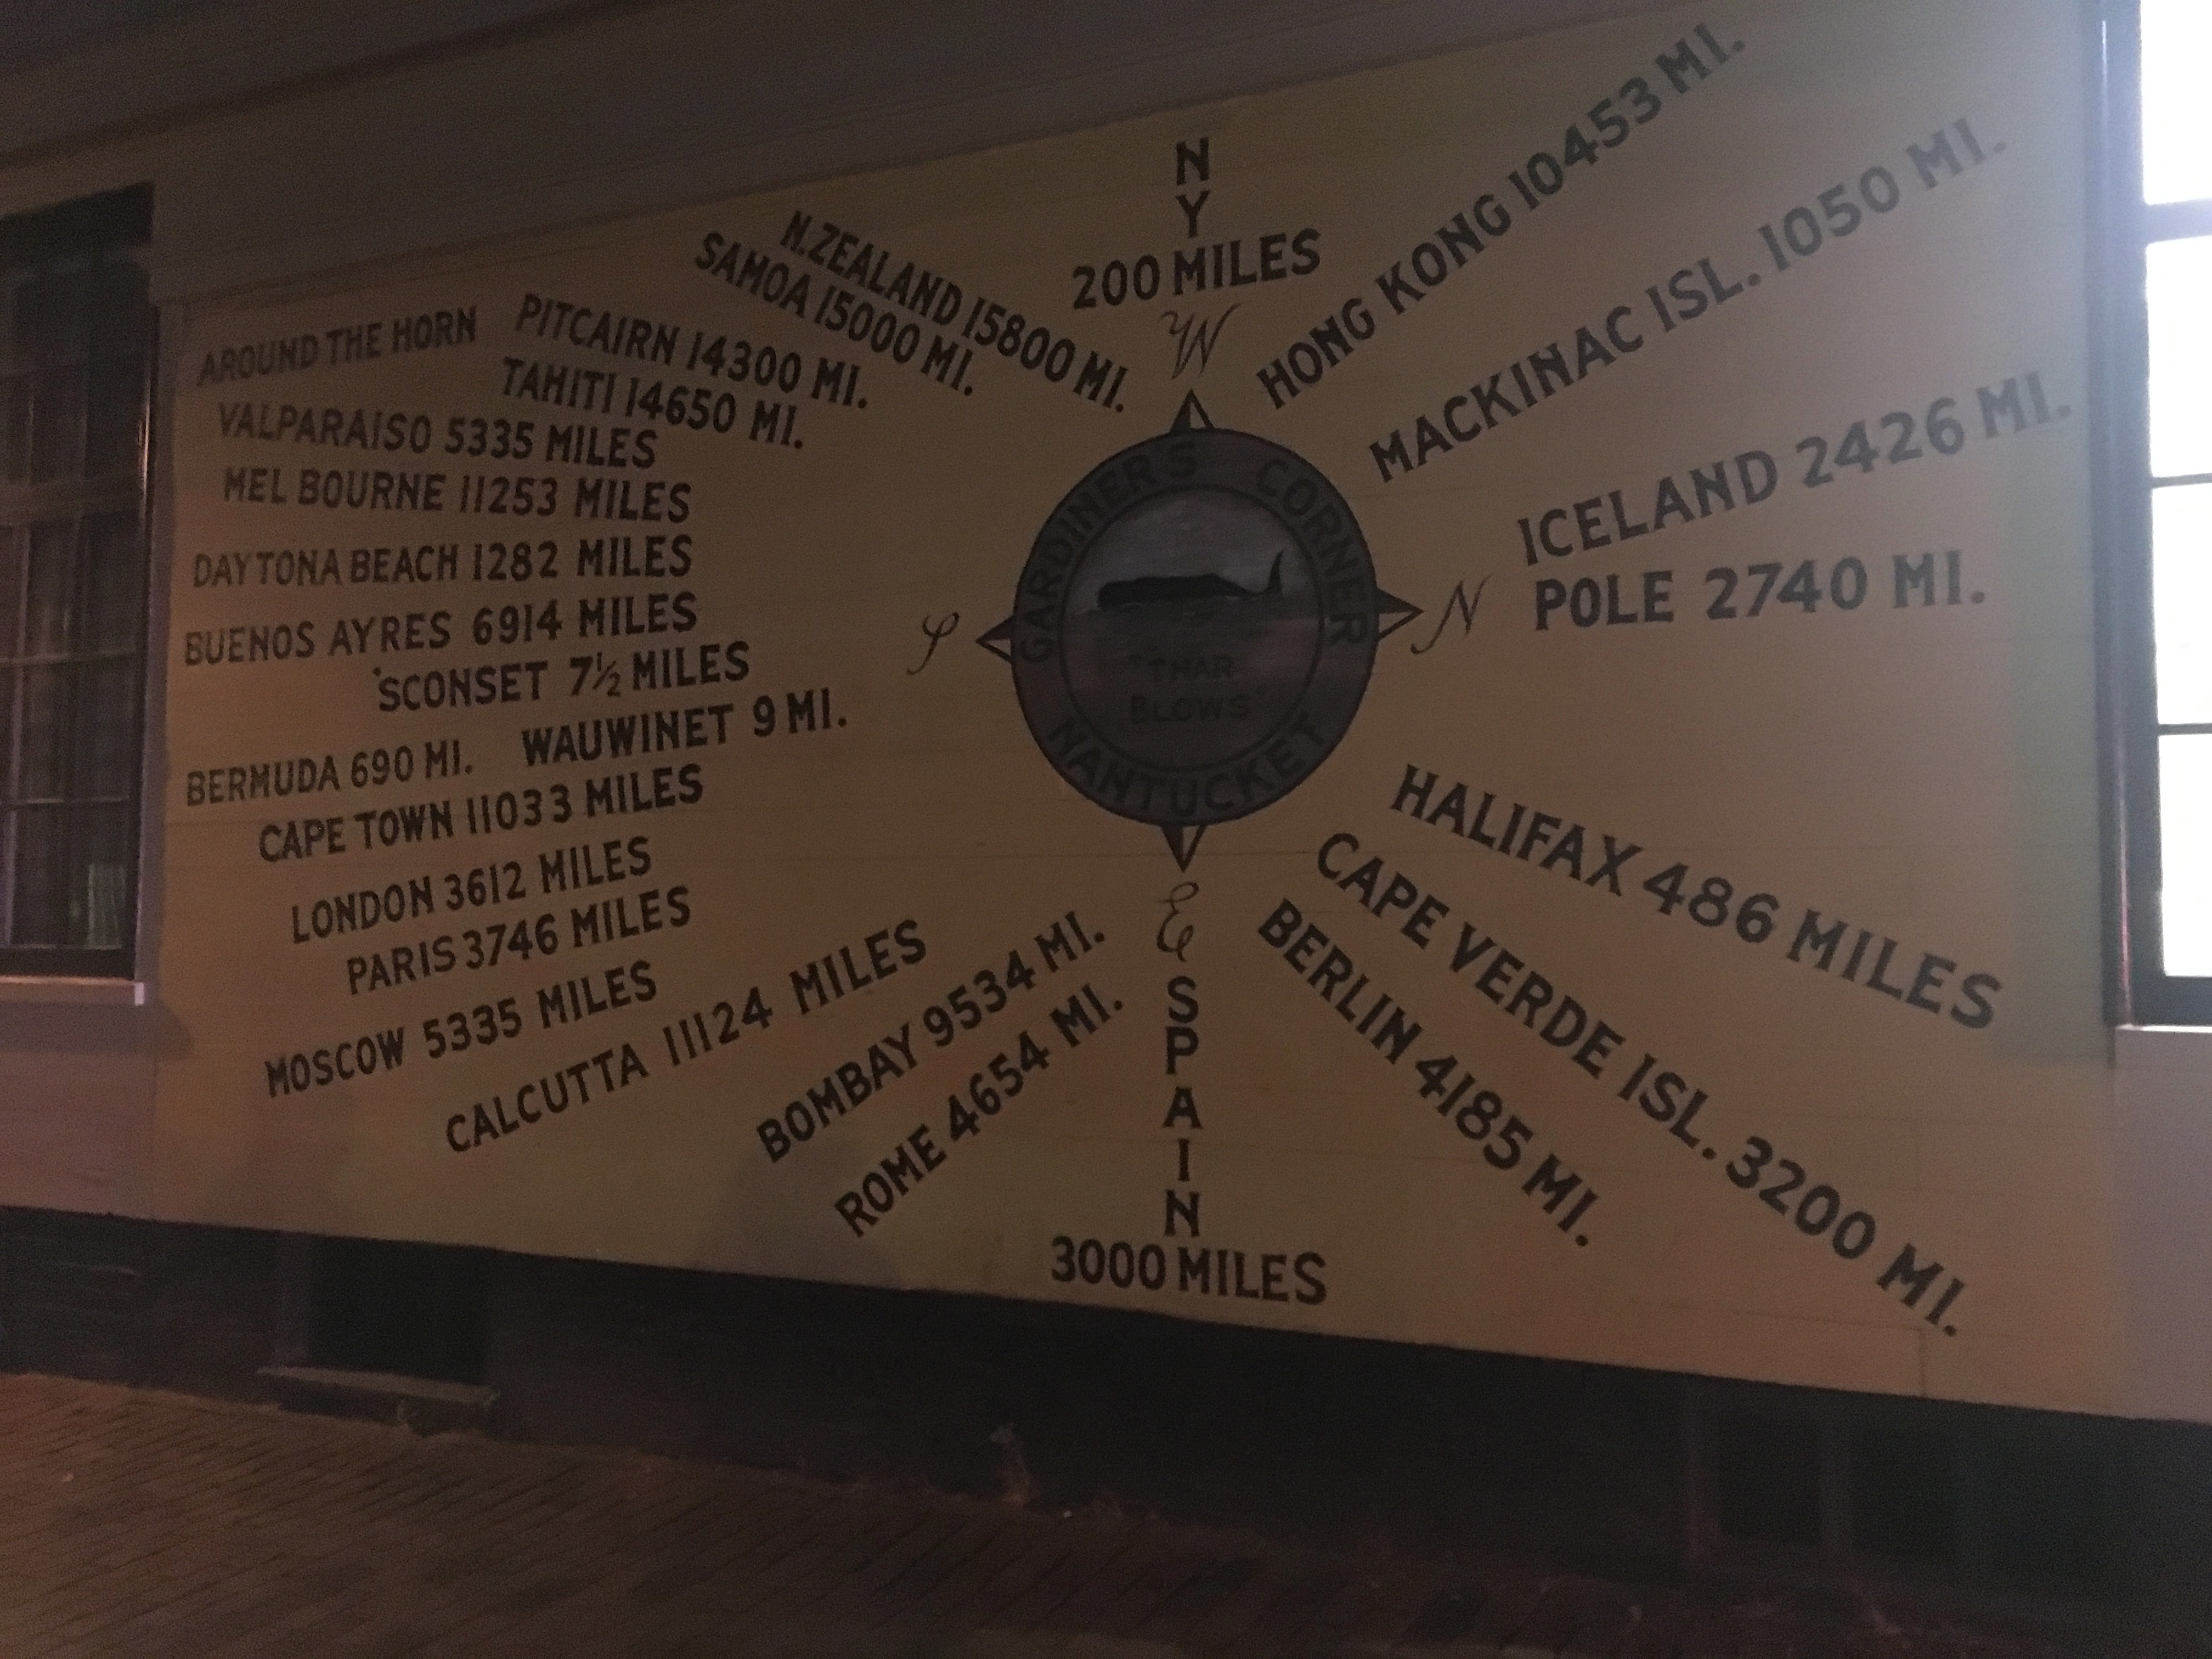 N
Y
200 MILES
W
HONG KONG 10453 MI.
MACKINAC ISL. 1050 MI.
ICELAND 2426 MI.
N
POLE 2740 MI.
N. ZEALAND 15800 MI.
SAMOA 15000 MI.
AROUND THE HORN
PITCAIRN 14300 MI.
TAHITI 14650 MI.
VALPARAISO 5335 MILES
MEL BOURNE 11253 MILES
DAYTONA BEACH 1282 MILES
BUENOS AYRES 6914 MILES
'SCONSET 7½ MILES
S
BERMUDA 690 MI.
WAUWINET 9 MI.
CAPE TOWN 11033 MILES
LONDON 3612 MILES
PARIS 3746 MILES
MOSCOW 5335 MILES
CALCUTTA 11124 MILES
BOMBAY 9534 MI.
ROME 4654 MI.
GARDINER'S CORNER
"THAR
BLOWS"
NANTUCKET
E
S
P
A
I
N
3000 MILES
HALIFAX 486 MILES
CAPE VERDE ISL. 3200 MI.
BERLIN 4185 MI.